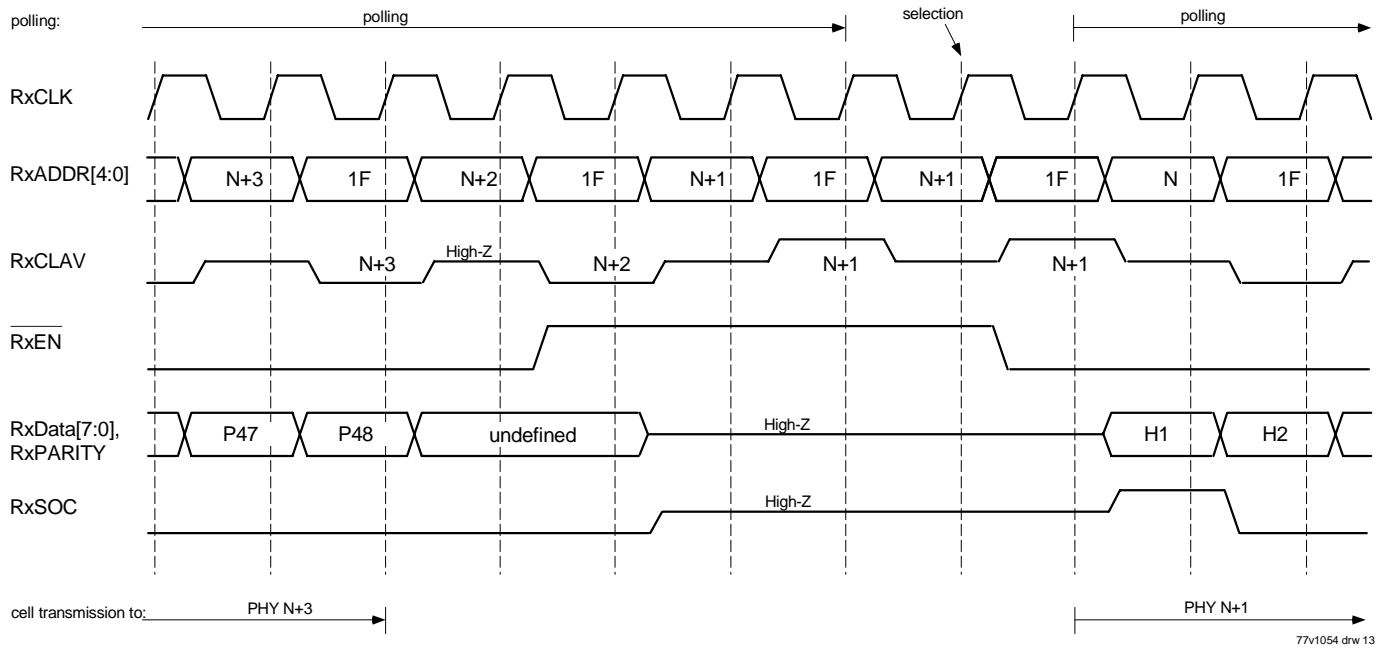 polling:
polling
selection
polling
RxCLK
RxADDR[4:0]
N+3
1F
N+2
1F
N+1
1F
N+1
1F
N
1F
RxCLAV
N+3
High-Z
N+2
N+1
N+1
RxEN
RxData[7:0],
RxPARITY
P47
P48
undefined
High-Z
H1
H2
RxSOC
High-Z
cell transmission to:
PHY N+3
PHY N+1
77v1054 drw 13